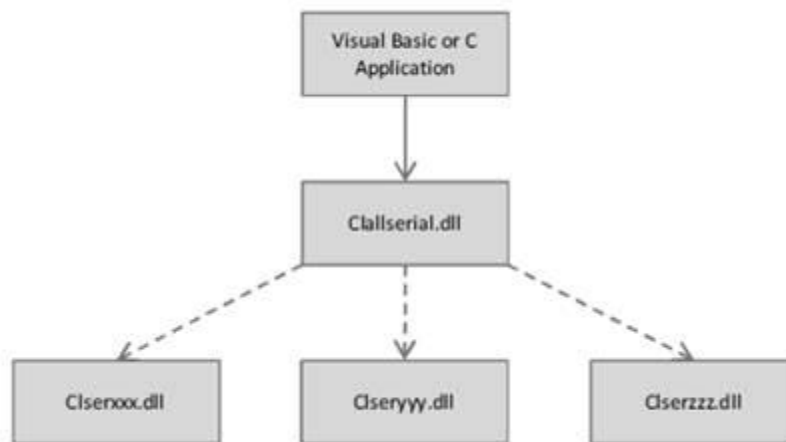 Visual Basic or C
Application
Clallserial.dll
Clserxxx.dll
Clseryyy.dll
Clserzzz.dll